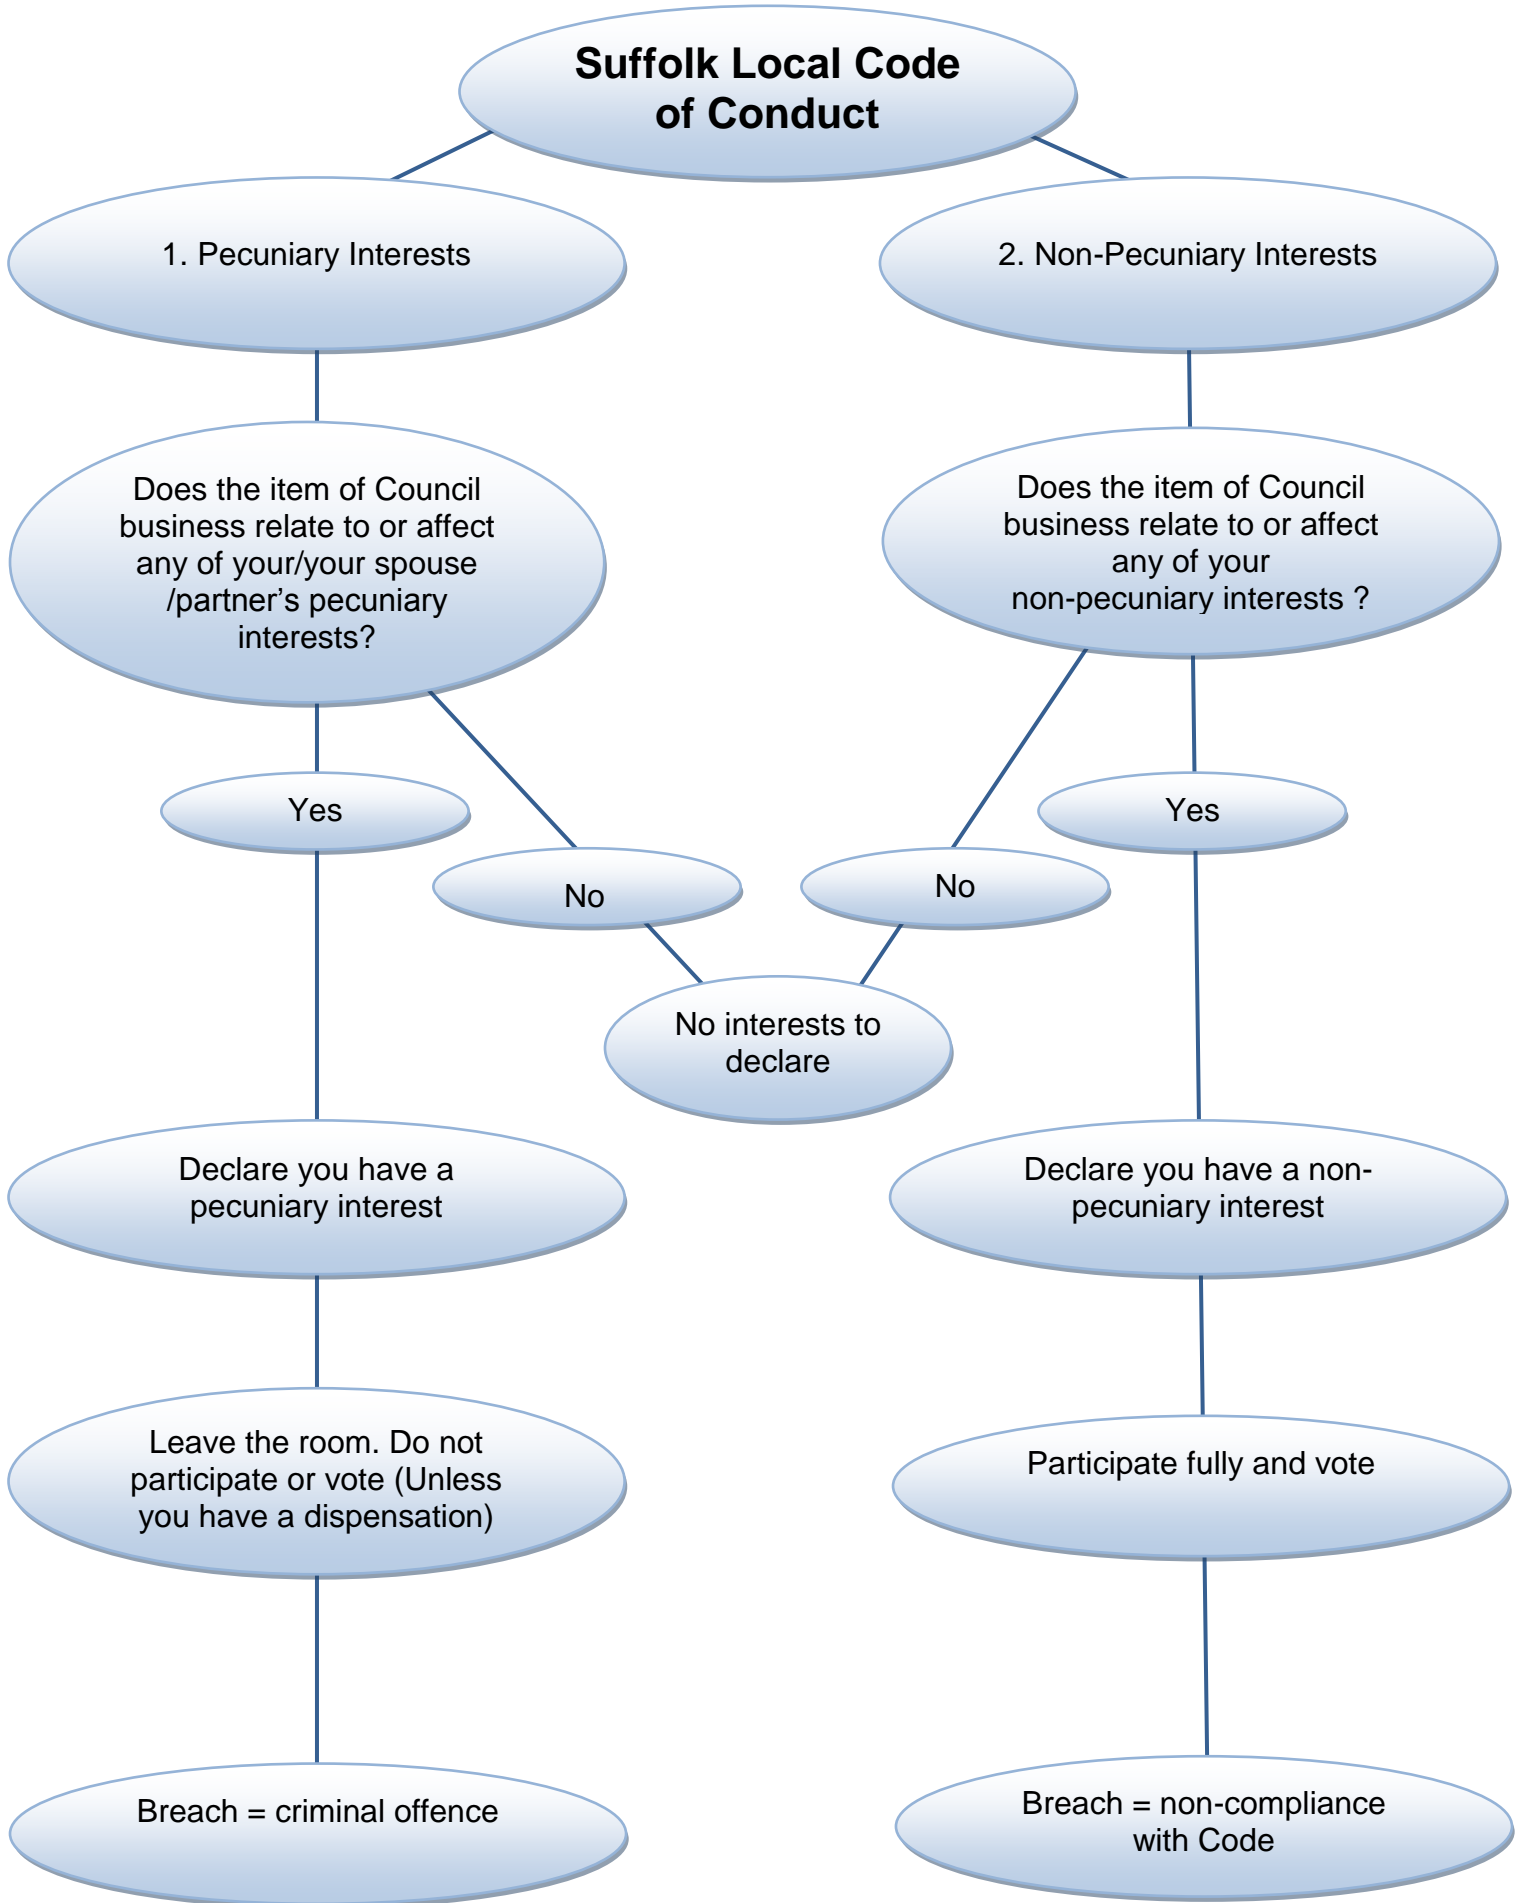 Suffolk Local Code
of Conduct
1. Pecuniary Interests
2. Non-Pecuniary Interests
Does the item of Council
business relate to or affect
any of your/your spouse
/partner’s pecuniary
interests?
Does the item of Council
business relate to or affect
any of your
non-pecuniary interests ?
Yes
No
No
Yes
No interests to
declare
Declare you have a
pecuniary interest
Declare you have a non-
pecuniary interest
Leave the room. Do not
participate or vote (Unless
you have a dispensation)
Participate fully and vote
Breach = criminal offence
Breach = non-compliance
with Code